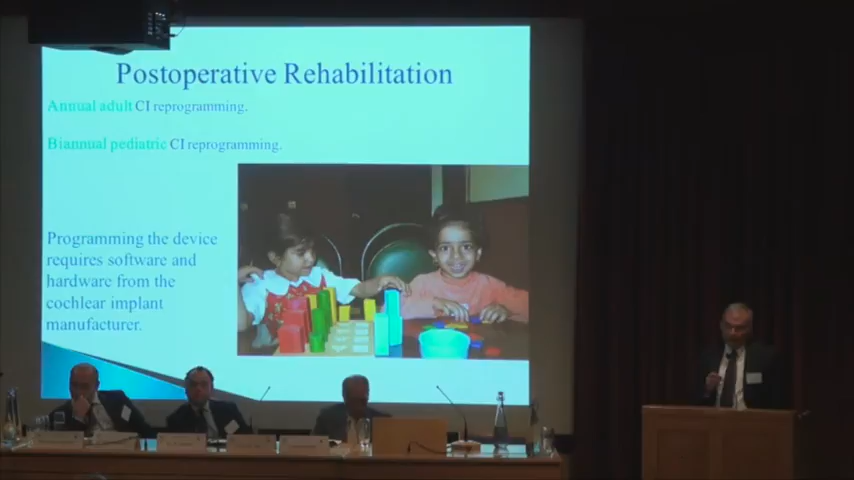 Postoperative Rehabilitation
Annual adult CI reprogramming.
Biannual pediatric CI reprogramming.
Programming the device
requires software and
hardware from the
cochlear implant
manufacturer.